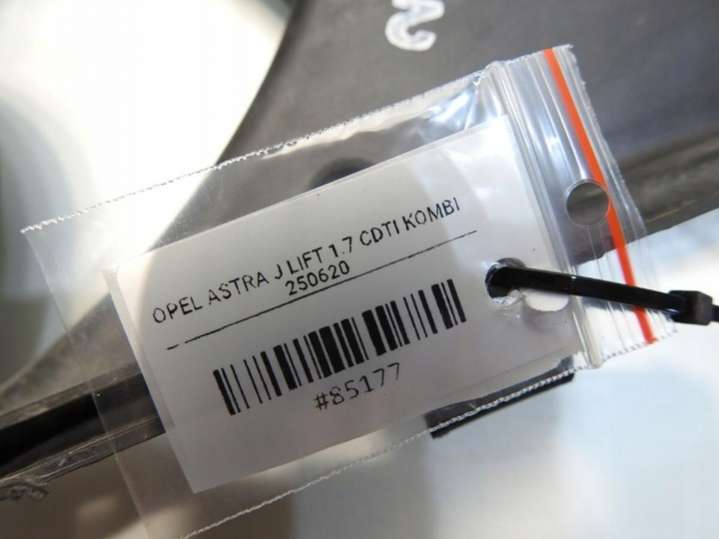 OPEL ASTRA J LIFT 1.7 CDTI KOMBI
250620
#85177